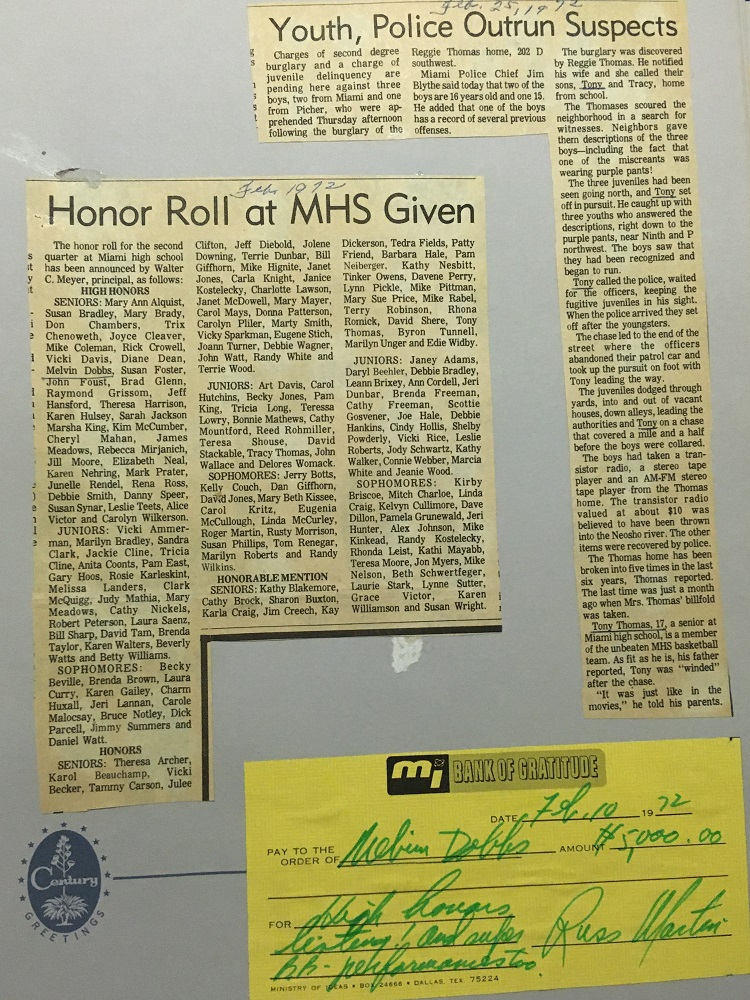 Feb. 25, 1972
Youth, Police Outrun Suspects
Charges of second degree
burglary and a charge of
juvenile delinquency are
pending here against three
boys, two from Miami and one
from Picher, who were ap-
prehended Thursday afternoon
following the burglary of the
Reggie Thomas home, 202 D
southwest.
Miami Police Chief Jim
Blythe said today that two of the
boys are 16 years old and one 15.
He added that one of the boys
has a record of several previous
offenses.
The burglary was discovered
by Reggie Thomas. He notified
his wife and she called their
sons, Tony and Tracy, home
from school.
The Thomases scoured the
neighborhood in a search for
witnesses. Neighbors gave
them descriptions of the three
boys—including the fact that
one of the miscreants was
wearing purple pants!
The three juveniles had been
seen going north, and Tony set
off in pursuit. He caught up with
three youths who answered the
descriptions, right down to the
purple pants, near Ninth and P
northwest. The boys saw that
they had been recognized and
began to run.
Tony called the police, waited
for the officers, keeping the
fugitive juveniles in his sight.
When the police arrived they set
off after the youngsters.
The chase led to the end of the
street where the officers
abandoned their patrol car and
took up the pursuit on foot with
Tony leading the way.
The juveniles dodged through
yards, into and out of vacant
houses, down alleys, leading the
authorities and Tony on a chase
that covered a mile and a half
before the boys were collared.
The boys had taken a tran-
sistor radio, a stereo tape
player and an AM-FM stereo
tape player from the Thomas
home. The transistor radio
valued at about $10 was
believed to have been thrown
into the Neosho river. The other
items were recovered by police.
The Thomas home had been
broken into five times in the last
six years, Thomas reported.
The last time was just a month
ago when Mrs. Thomas' billfold
was taken.
Tony Thomas, 17, a senior at
Miami high school, is a member
of the unbeaten MHS basketball
team. As fit as he is, his father
reported, Tony was "winded"
after the chase.
"It was just like in the
movies," he told his parents.
Feb. 1972
Honor Roll at MHS Given
The honor roll for the second
quarter at Miami high school
has been announced by Walter
C. Meyer, principal, as follows:
HIGH HONORS
SENIORS: Mary Ann Alquist,
Susan Bradley, Mary Brady,
Don Chambers, Trix
Chenoweth, Joyce Cleaver,
Mike Coleman, Rick Crowell,
Vicki Davis, Diane Dean,
Melvin Dobbs, Susan Foster,
John Foust, Brad Glenn,
Raymond Grissom, Jeff
Hansford, Theresa Harrison,
Karen Hulsey, Sarah Jackson
Marsha King, Kim McCumber,
Cheryl Mahan, James
Meadows, Rebecca Mirjanich,
Jill Moore, Elizabeth Neal,
Karen Nehring, Mark Prater,
Junelle Rendel, Rena Ross,
Debbie Smith, Danny Speer,
Susan Synar, Leslie Teets, Alice
Victor and Carolyn Wilkerson.
JUNIORS: Vicki Ammer-
man, Marilyn Bradley, Sandra
Clark, Jackie Cline, Tricia
Cline, Anita Coonts, Pam East,
Gary Hoos, Rosie Karleskint,
Melissa Landers, Clark
McQuigg, Judy Mathia, Mary
Meadows, Cathy Nickels,
Robert Peterson, Laura Saenz,
Bill Sharp, David Tam, Brenda
Taylor, Karen Walters, Beverly
Watts and Betty Williams.
SOPHOMORES: Becky
Beville, Brenda Brown, Laura
Curry, Karen Gailey, Charm
Huxall, Jeri Lannan, Carole
Malocsay, Bruce Notley, Dick
Parcell, Jimmy Summers and
Daniel Watt.
HONORS
SENIORS: Theresa Archer,
Karol Beauchamp, Vicki
Becker, Tammy Carson, Julee
Clifton, Jeff Diebold, Jolene
Downing, Terrie Dunbar, Bill
Giffhorn, Mike Hignite, Janet
Jones, Carla Knight, Janice
Kostelecky, Charlotte Lawson,
Janet McDowell, Mary Mayer,
Carol Mays, Donna Patterson,
Carolyn Pliler, Marty Smith,
Vicky Sparkman, Eugene Stich,
Joann Turner, Debbie Wagner,
John Watt, Randy White and
Terrie Wood.
JUNIORS: Art Davis, Carol
Hutchins, Becky Jones, Pam
King, Tricia Long, Teressa
Lowry, Bonnie Mathews, Cathy
Mountford, Reed Rohmiller,
Teresa Shouse, David
Stackable, Tracy Thomas, John
Wallace and Delores Womack.
SOPHOMORES: Jerry Botts,
Kelly Couch, Dan Giffhorn,
David Jones, Mary Beth Kissee,
Carol Kritz, Eugenia
McCullough, Linda McCurley,
Roger Martin, Rusty Morrison,
Susan Phillips, Tom Renegar,
Marilyn Roberts and Randy
Wilkins.
HONORABLE MENTION
SENIORS: Kathy Blakemore,
Cathy Brock, Sharon Buxton,
Karla Craig, Jim Creech, Kay
Dickerson, Tedra Fields, Patty
Friend, Barbara Hale, Pam
Neiberger, Kathy Nesbitt,
Tinker Owens, Davene Perry,
Lynn Pickle, Mike Pittman,
Mary Sue Price, Mike Rabel,
Terry Robinson, Rhona
Romick, David Shere, Tony
Thomas, Byron Tunnell,
Marilyn Unger and Edie Widby.
JUNIORS: Janey Adams,
Daryl Beehler, Debbie Bradley,
Leann Brixey, Ann Cordell, Jeri
Dunbar, Brenda Freeman,
Cathy Freeman, Scottie
Gosvener, Joe Hale, Debbie
Hankins, Cindy Hollis, Shelby
Powderly, Vicki Rice, Leslie
Roberts, Jody Schwartz, Kathy
Walker, Connie Webber, Marcia
White and Jeanie Wood.
SOPHOMORES: Kirby
Briscoe, Mitch Charloe, Linda
Craig, Kelvyn Cullimore, Dave
Dillon, Pamela Grunewald, Jeri
Hunter, Alex Johnson, Mike
Kinkead, Randy Kostelecky,
Rhonda Leist, Kathi Mayabb,
Teresa Moore, Jon Myers, Mike
Nelson, Beth Schwertfeger,
Laurie Stark, Lynne Sutter,
Grace Victor, Karen
Williamson and Susan Wright.
mi BANK OF GRATITUDE
DATE Feb. 10 1972
PAY TO THE
ORDER OF Melvin Dobbs AMOUNT $5,000.00
FOR High honors
listing! and super
BB-performances too.
Russ Martin
MINISTRY OF IDEAS • BOX 24666 • DALLAS, TEX 75224
Century
GREETINGS